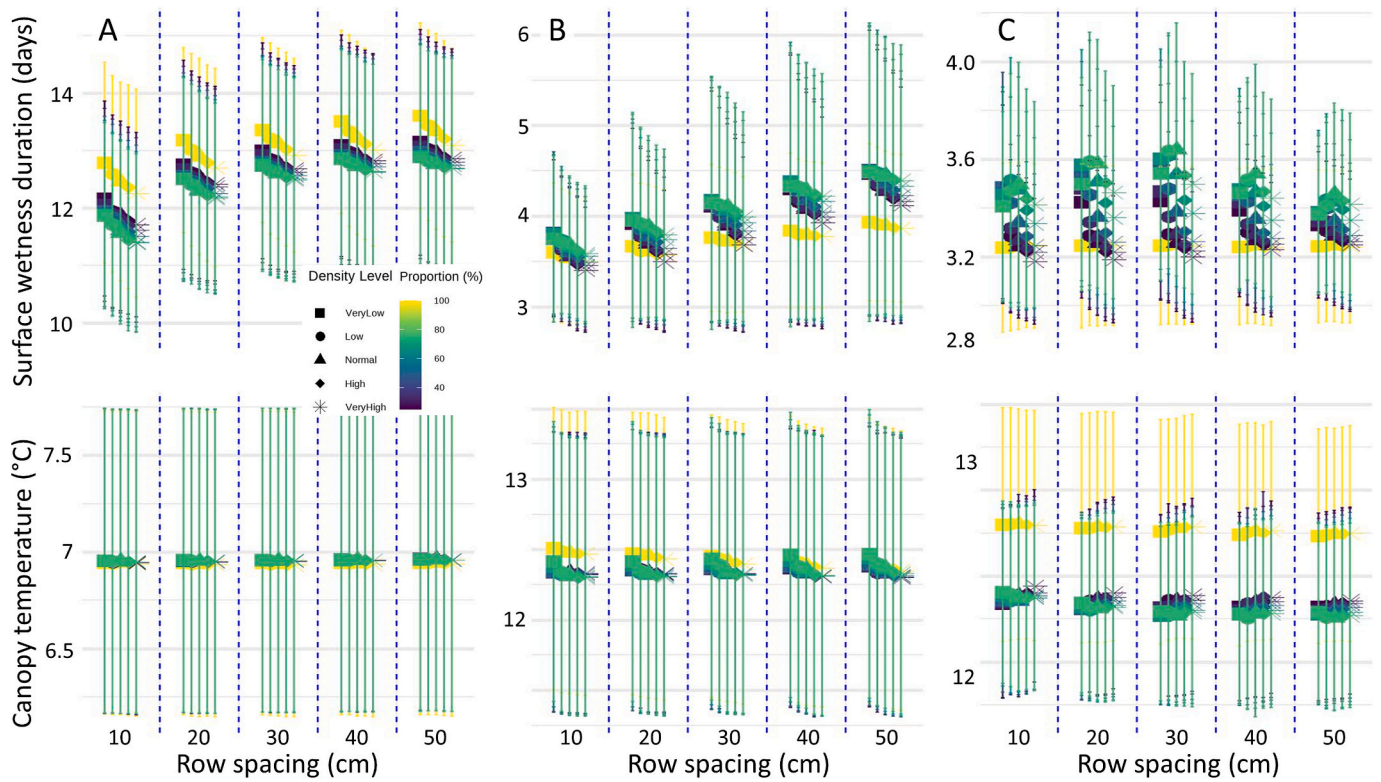 A
B
C
Surface wetness duration (days)
14
12
10
6
5
4
3
4.0
3.6
3.2
2.8
Density Level
VeryLow
Low
Normal
High
VeryHigh
Proportion (%)
100
80
60
40
Canopy temperature (°C)
7.5
7
6.5
13
12
13
12
10 20 30 40 50
10 20 30 40 50
10 20 30 40 50
Row spacing (cm)
Row spacing (cm)
Row spacing (cm)